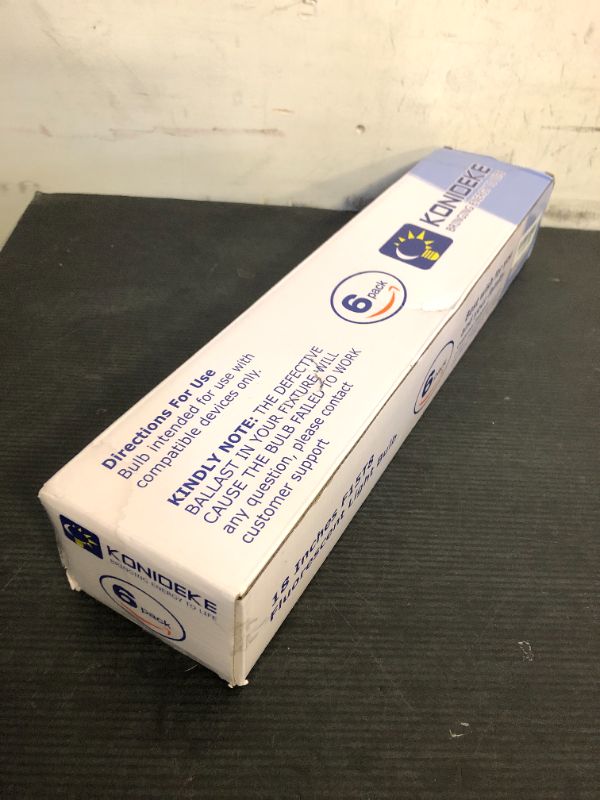 KONIDEKE
BRINGING ENERGY TO LIFE
6 pack
Directions For Use
Bulb intended for use with
compatible devices only.
KINDLY NOTE: THE DEFECTIVE
BALLAST IN YOUR FIXTURE WILL
CAUSE THE BULB FAILED TO WORK
any question, please contact
customer support
KONIDEKE
BRINGING ENERGY TO LIFE
6 pack
6
18 Inches F15T8
Fluorescent Light Bulb